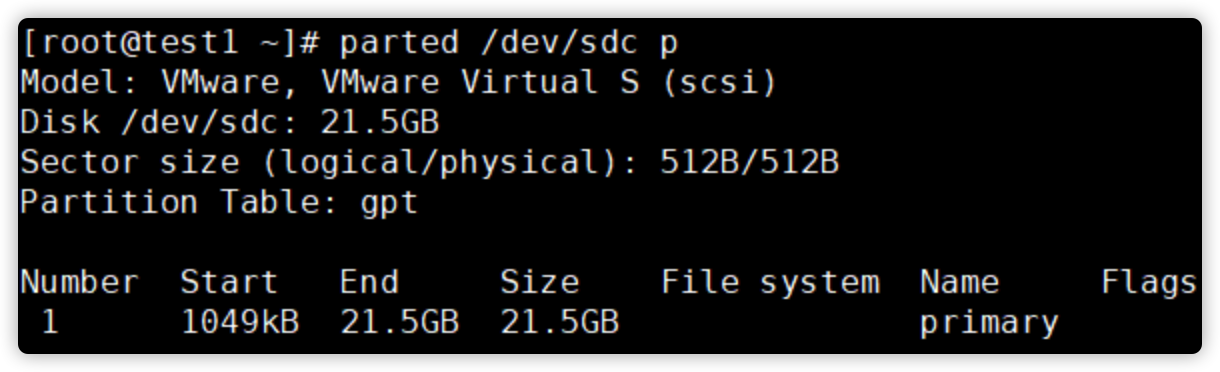 [root@test1 ~]# parted /dev/sdc p
Model: VMware, VMware Virtual S (scsi)
Disk /dev/sdc: 21.5GB
Sector size (logical/physical): 512B/512B
Partition Table: gpt
Number  Start   End     Size    File system  Name     Flags
 1      1049kB  21.5GB  21.5GB               primary